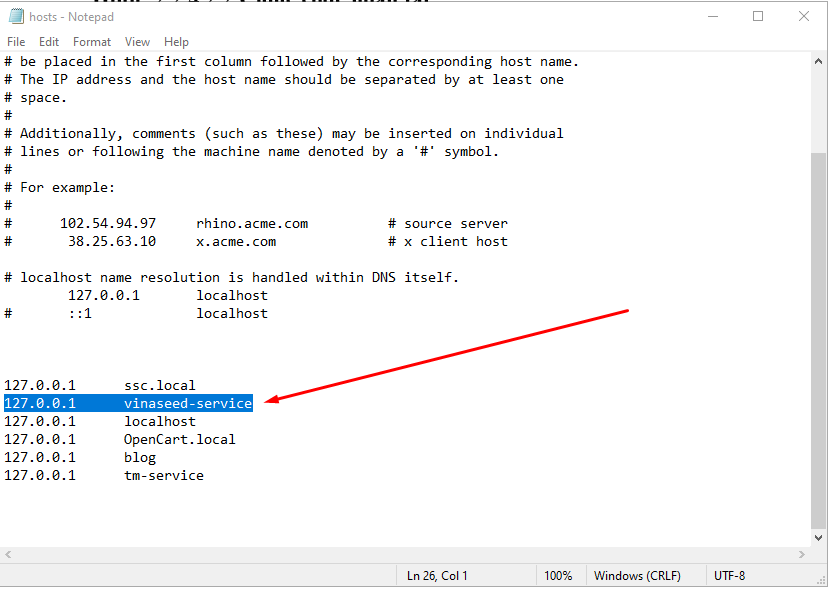 hosts - Notepad
File Edit Format View Help
# be placed in the first column followed by the corresponding host name.
# The IP address and the host name should be separated by at least one
# space.
#
# Additionally, comments (such as these) may be inserted on individual
# lines or following the machine name denoted by a '#' symbol.
#
# For example:
#
#      102.54.94.97     rhino.acme.com          # source server
#       38.25.63.10     x.acme.com              # x client host
# localhost name resolution is handled within DNS itself.
        127.0.0.1       localhost
#       ::1             localhost
127.0.0.1      ssc.local
127.0.0.1      vinaseed-service
127.0.0.1      localhost
127.0.0.1      OpenCart.local
127.0.0.1      blog
127.0.0.1      tm-service
Ln 26, Col 1 100% Windows (CRLF) UTF-8